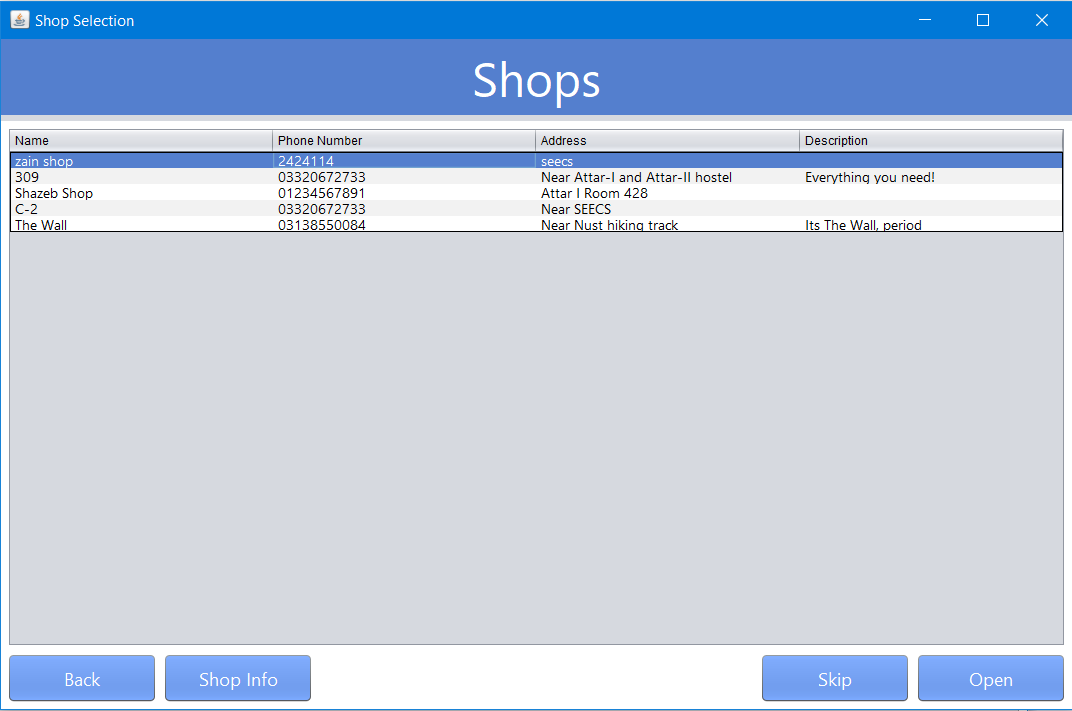 Shop Selection
Shops
Name Phone Number Address Description
zain shop 2424114 seecs
309 03320672733 Near Attar-I and Attar-II hostel Everything you need!
Shazeb Shop 01234567891 Attar I Room 428
C-2 03320672733 Near SEECS
The Wall 03138550084 Near Nust hiking track Its The Wall, period
Back Shop Info Skip Open